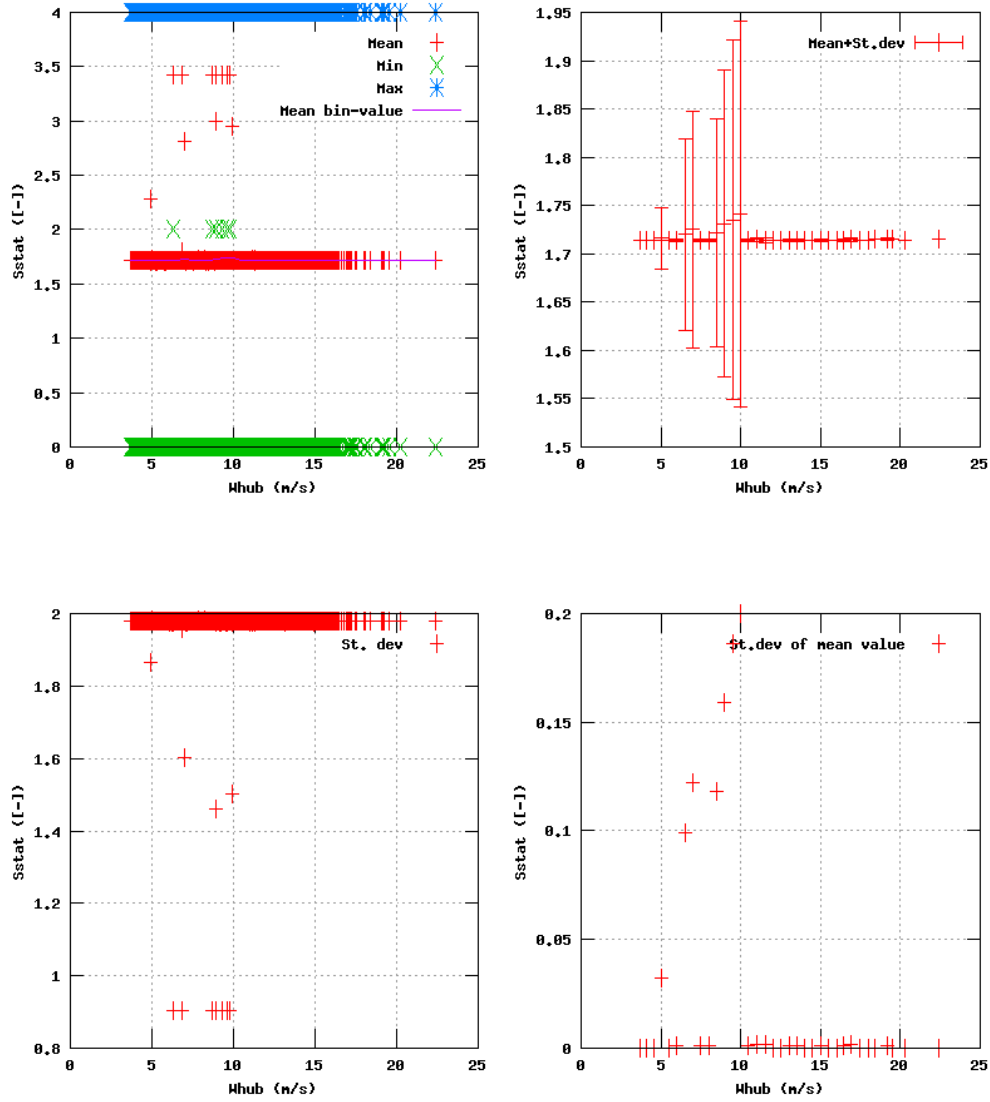 4
3.5
3
2.5
2
1.5
1
0.5
0
0 5 10 15 20 25
Sstat ([-])
Whub (m/s)
Mean
Min
Max
Mean bin-value
1.95
1.9
1.85
1.8
1.75
1.7
1.65
1.6
1.55
1.5
0 5 10 15 20 25
Sstat ([-])
Whub (m/s)
Mean+St.dev
2
1.8
1.6
1.4
1.2
1
0.8
0 5 10 15 20 25
Sstat ([-])
Whub (m/s)
St. dev
0.2
0.15
0.1
0.05
0
0 5 10 15 20 25
Sstat ([-])
Whub (m/s)
St.dev of mean value